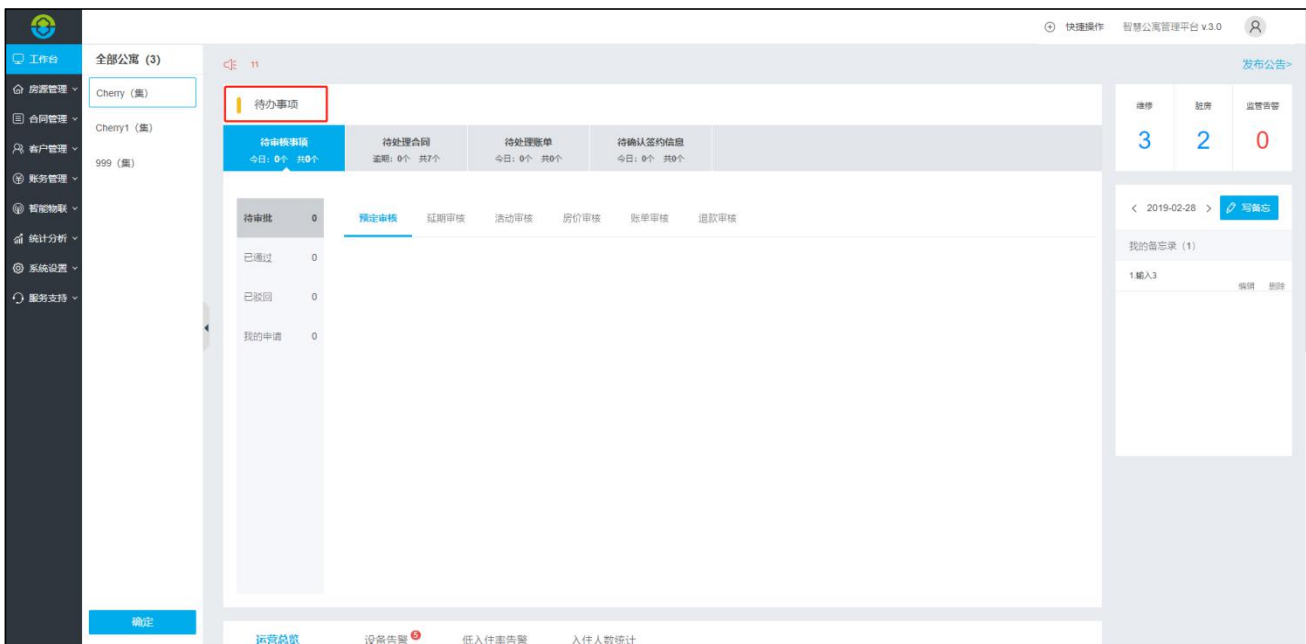 快捷操作 智慧公寓管理平台 v.3.0
工作台
房源管理
合同管理
客户管理
账务管理
智能物联
统计分析
系统设置
服务支持
全部公寓 (3)
Cherry (集)
Cherry1 (集)
999 (集)
确定
11
发布公告>
待办事项
待审核事项 待处理合同 待处理账单 待确认签约信息
今日: 0个 共0个 逾期: 0个 共7个 今日: 0个 共0个 今日: 0个 共0个
待审批 0
已通过 0
已驳回 0
我的申请 0
预定审核 延期审核 活动审核 房价审核 账单审核 退款审核
维修 脏房 监管告警
3 2 0
< 2019-02-28 > 写备忘
我的备忘录 (1)
1.输入3
编辑 删除
运营总览 设备告警 5 低入住率告警 入住人数统计